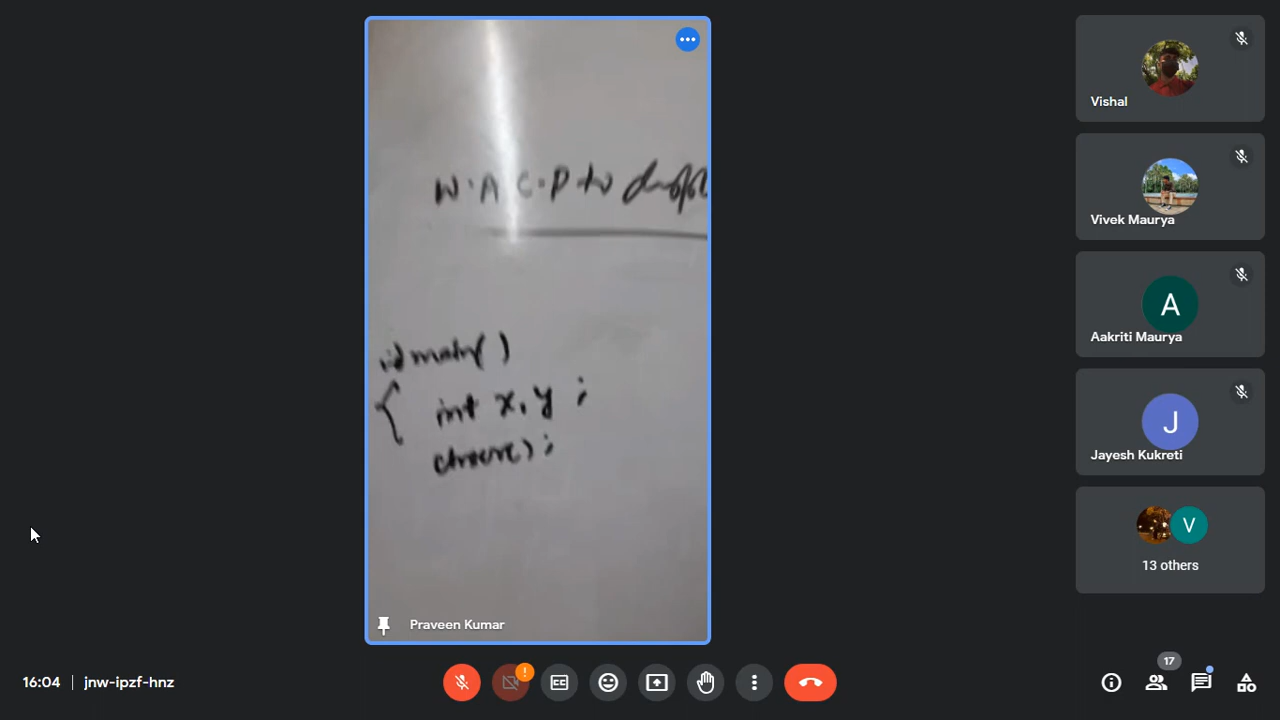 W.A C.P to
id main()
{ int x, y ;
clrscr();
Praveen Kumar
Vishal
Vivek Maurya
A
Aakriti Maurya
J
Jayesh Kukreti
V
13 others
16:04 | jnw-ipzf-hnz
17